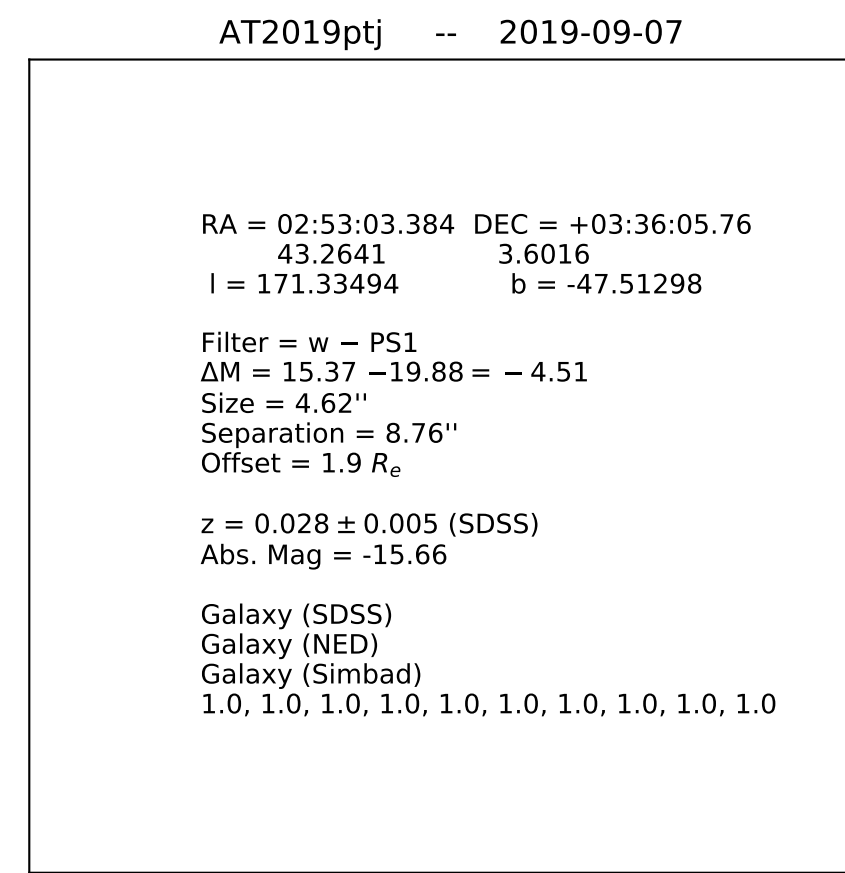 AT2019ptj -- 2019-09-07
RA = 02:53:03.384 DEC = +03:36:05.76
43.2641 3.6016
l = 171.33494 b = -47.51298
Filter = w − PS1
ΔM = 15.37 −19.88 = − 4.51
Size = 4.62''
Separation = 8.76''
Offset = 1.9 Rₑ
z = 0.028 ± 0.005 (SDSS)
Abs. Mag = -15.66
Galaxy (SDSS)
Galaxy (NED)
Galaxy (Simbad)
1.0, 1.0, 1.0, 1.0, 1.0, 1.0, 1.0, 1.0, 1.0, 1.0